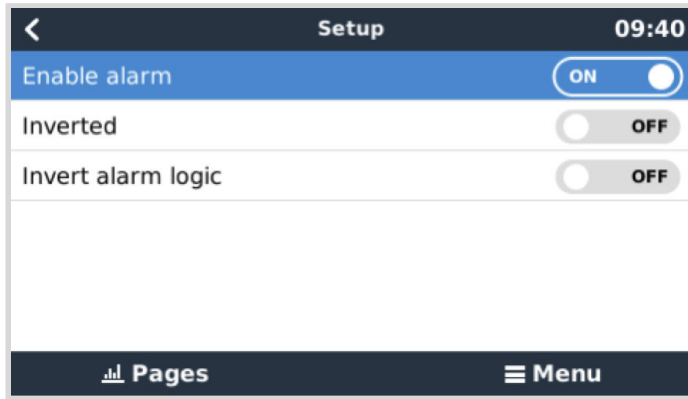 Setup 09:40
Enable alarm ON
Inverted OFF
Invert alarm logic OFF
Pages Menu